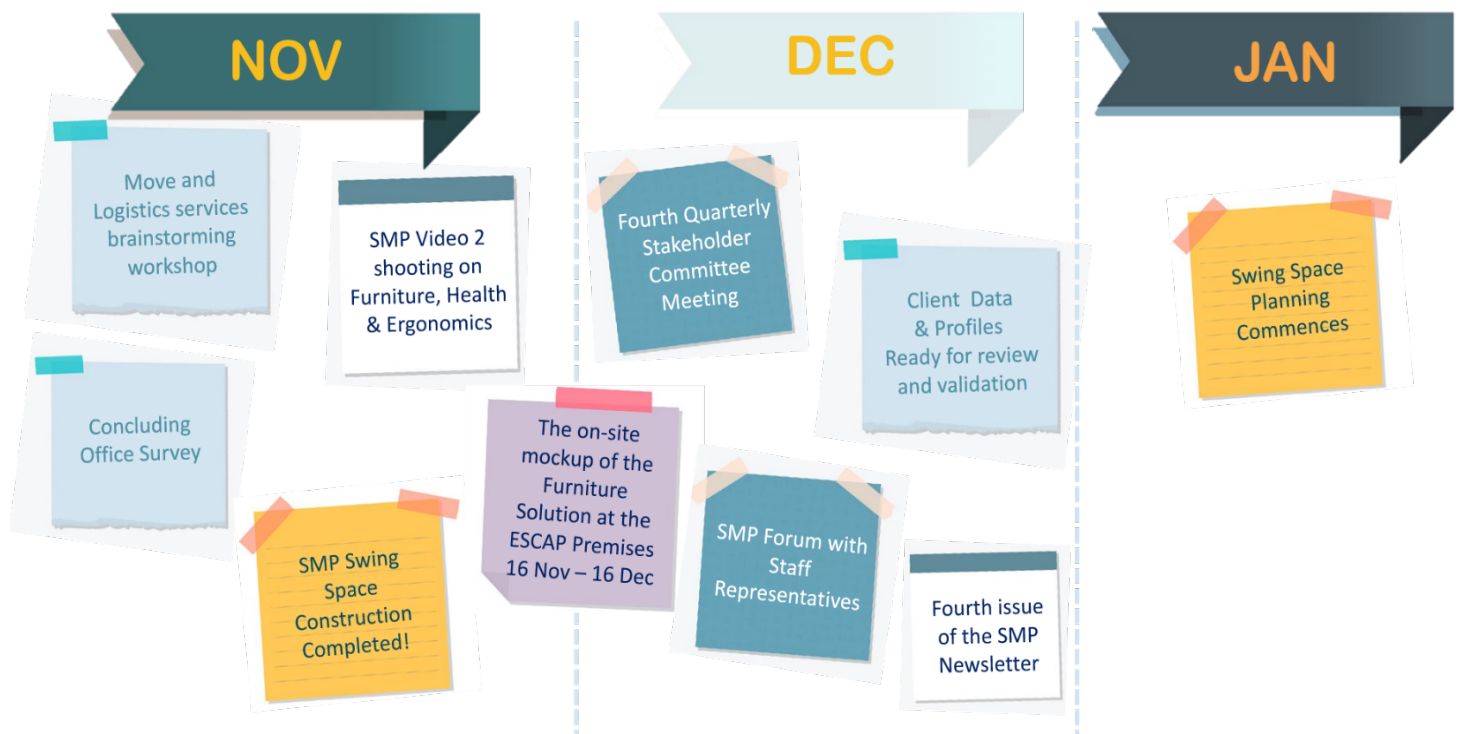 NOV
Move and
Logistics services
brainstorming
workshop
SMP Video 2
shooting on
Furniture, Health
& Ergonomics
Concluding
Office Survey
SMP Swing
Space
Construction
Completed!
The on-site
mockup of the
Furniture
Solution at the
ESCAP Premises
16 Nov – 16 Dec
DEC
Fourth Quarterly
Stakeholder
Committee
Meeting
Client Data
& Profiles
Ready for review
and validation
SMP Forum with
Staff
Representatives
Fourth issue
of the SMP
Newsletter
JAN
Swing Space
Planning
Commences